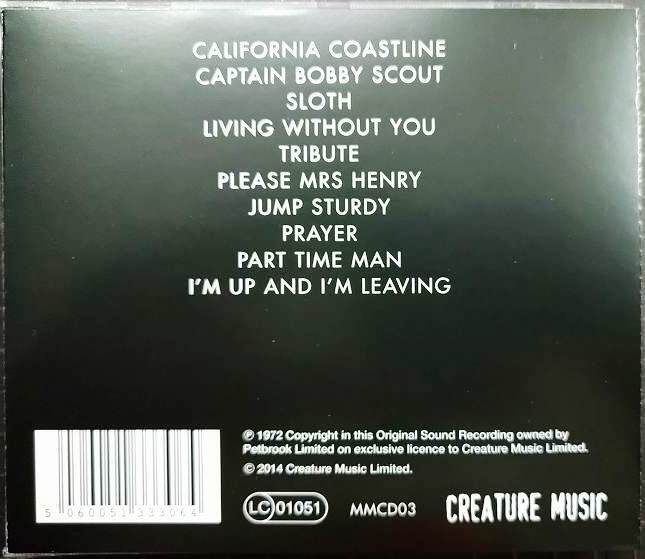 CALIFORNIA COASTLINE
CAPTAIN BOBBY SCOUT
SLOTH
LIVING WITHOUT YOU
TRIBUTE
PLEASE MRS HENRY
JUMP STURDY
PRAYER
PART TIME MAN
I'M UP AND I'M LEAVING
℗ 1972 Copyright in this Original Sound Recording owned by
Petbrook Limited on exclusive licence to Creature Music Limited.
© 2014 Creature Music Limited.
5 060051 333064
LC 01051
MMCD03
CREATURE MUSIC